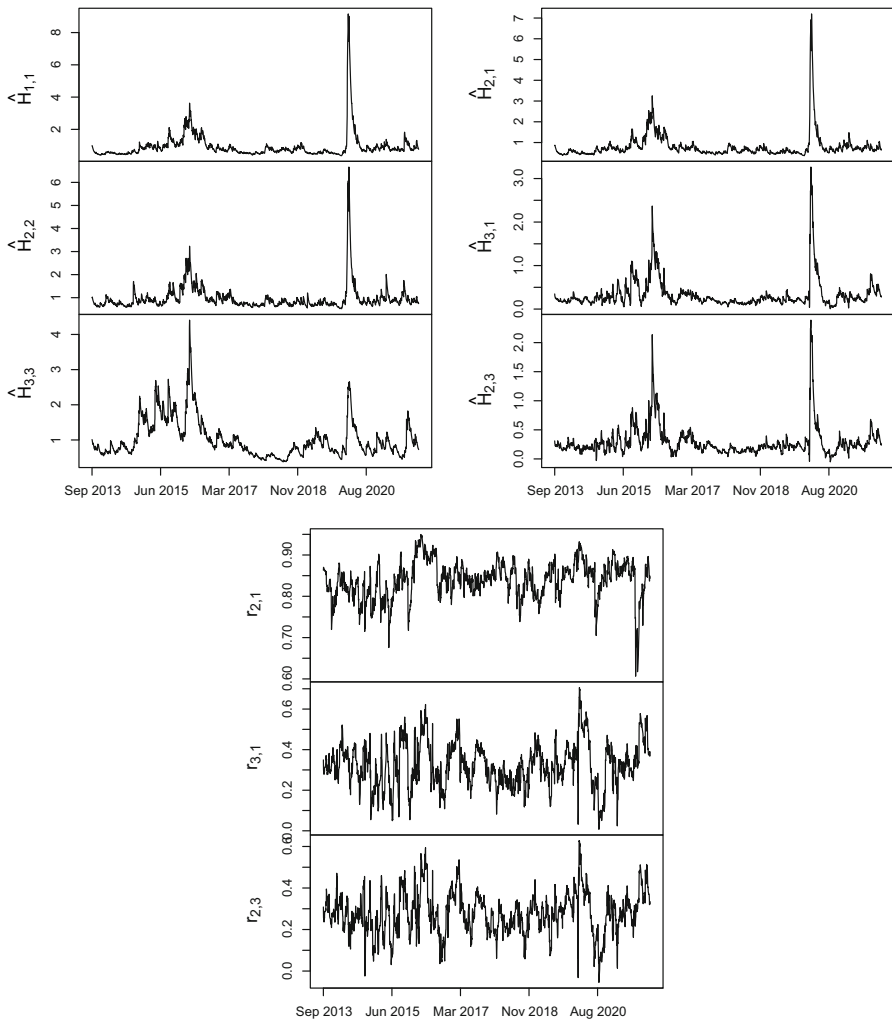 Ĥ1,1
2 4 6 8
Ĥ2,2
1 2 3 4 5 6
Ĥ3,3
1 2 3 4
Sep 2013 Jun 2015 Mar 2017 Nov 2018 Aug 2020
Ĥ2,1
1 2 3 4 5 6 7
Ĥ3,1
0.0 1.0 2.0 3.0
Ĥ2,3
0.0 0.5 1.0 1.5 2.0
Sep 2013 Jun 2015 Mar 2017 Nov 2018 Aug 2020
r2,1
0.60 0.70 0.80 0.90
r3,1
0.0 0.2 0.4 0.6 0.8
r2,3
0.0 0.2 0.4 0.6
Sep 2013 Jun 2015 Mar 2017 Nov 2018 Aug 2020